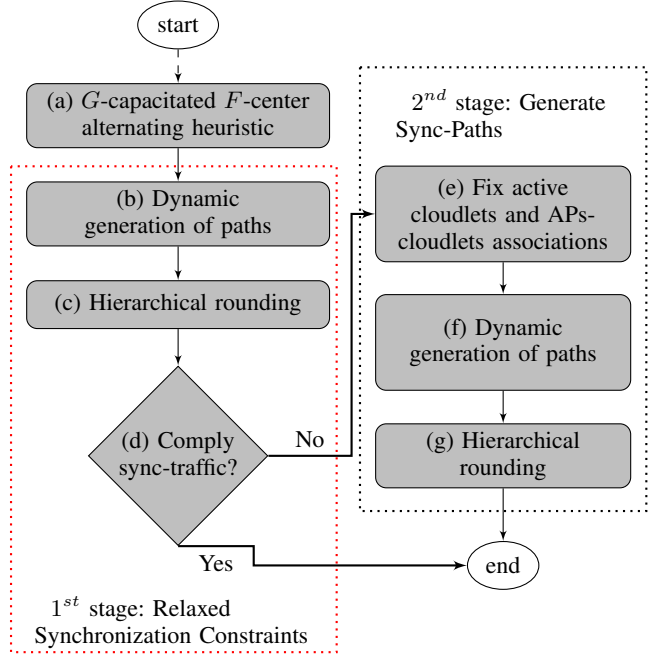 start
(a) G-capacitated F-center
alternating heuristic
(b) Dynamic
generation of paths
(c) Hierarchical rounding
(d) Comply
sync-traffic?
No
Yes
1st stage: Relaxed
Synchronization Constraints
2nd stage: Generate
Sync-Paths
(e) Fix active
cloudlets and APs-
cloudlets associations
(f) Dynamic
generation of paths
(g) Hierarchical
rounding
end